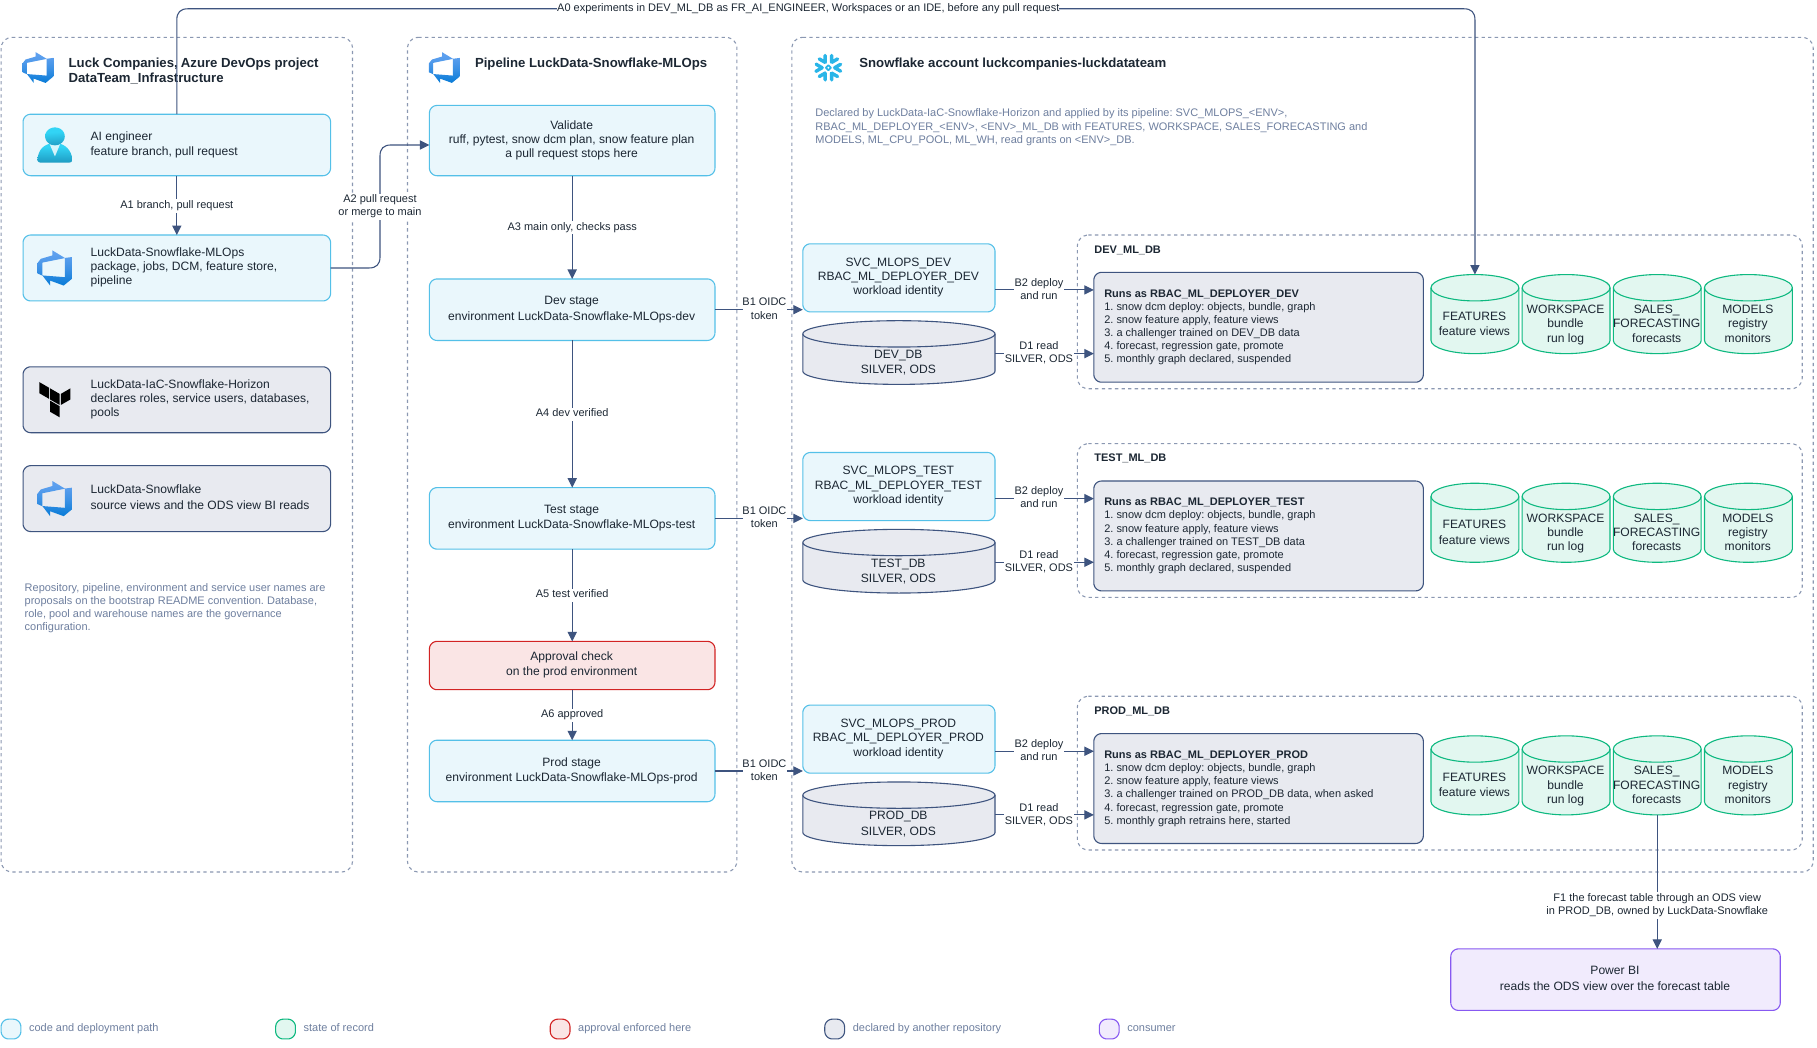 A0 experiments in DEV_ML_DB as FR_AI_ENGINEER, Workspaces or an IDE, before any pull request
Luck Companies, Azure DevOps project
DataTeam_Infrastructure
AI engineer
feature branch, pull request
A1 branch, pull request
LuckData-Snowflake-MLOps
package, jobs, DCM, feature store,
pipeline
LuckData-IaC-Snowflake-Horizon
declares roles, service users, databases,
pools
LuckData-Snowflake
source views and the ODS view BI reads
Repository, pipeline, environment and service user names are
proposals on the bootstrap README convention. Database,
role, pool and warehouse names are the governance
configuration.
A2 pull request
or merge to main
Pipeline LuckData-Snowflake-MLOps
Validate
ruff, pytest, snow dcm plan, snow feature plan
a pull request stops here
A3 main only, checks pass
Dev stage
environment LuckData-Snowflake-MLOps-dev
A4 dev verified
Test stage
environment LuckData-Snowflake-MLOps-test
A5 test verified
Approval check
on the prod environment
A6 approved
Prod stage
environment LuckData-Snowflake-MLOps-prod
B1 OIDC
token
B1 OIDC
token
B1 OIDC
token
Snowflake account luckcompanies-luckdatateam
Declared by LuckData-IaC-Snowflake-Horizon and applied by its pipeline: SVC_MLOPS_<ENV>,
RBAC_ML_DEPLOYER_<ENV>, <ENV>_ML_DB with FEATURES, WORKSPACE, SALES_FORECASTING and
MODELS, ML_CPU_POOL, ML_WH, read grants on <ENV>_DB.
SVC_MLOPS_DEV
RBAC_ML_DEPLOYER_DEV
workload identity
DEV_DB
SILVER, ODS
B2 deploy
and run
D1 read
SILVER, ODS
DEV_ML_DB
Runs as RBAC_ML_DEPLOYER_DEV
1. snow dcm deploy: objects, bundle, graph
2. snow feature apply, feature views
3. a challenger trained on DEV_DB data
4. forecast, regression gate, promote
5. monthly graph declared, suspended
FEATURES
feature views
WORKSPACE
bundle
run log
SALES_
FORECASTING
forecasts
MODELS
registry
monitors
SVC_MLOPS_TEST
RBAC_ML_DEPLOYER_TEST
workload identity
TEST_DB
SILVER, ODS
B2 deploy
and run
D1 read
SILVER, ODS
TEST_ML_DB
Runs as RBAC_ML_DEPLOYER_TEST
1. snow dcm deploy: objects, bundle, graph
2. snow feature apply, feature views
3. a challenger trained on TEST_DB data
4. forecast, regression gate, promote
5. monthly graph declared, suspended
FEATURES
feature views
WORKSPACE
bundle
run log
SALES_
FORECASTING
forecasts
MODELS
registry
monitors
SVC_MLOPS_PROD
RBAC_ML_DEPLOYER_PROD
workload identity
PROD_DB
SILVER, ODS
B2 deploy
and run
D1 read
SILVER, ODS
PROD_ML_DB
Runs as RBAC_ML_DEPLOYER_PROD
1. snow dcm deploy: objects, bundle, graph
2. snow feature apply, feature views
3. a challenger trained on PROD_DB data, when asked
4. forecast, regression gate, promote
5. monthly graph retrains here, started
FEATURES
feature views
WORKSPACE
bundle
run log
SALES_
FORECASTING
forecasts
MODELS
registry
monitors
F1 the forecast table through an ODS view
in PROD_DB, owned by LuckData-Snowflake
Power BI
reads the ODS view over the forecast table
code and deployment path
state of record
approval enforced here
declared by another repository
consumer